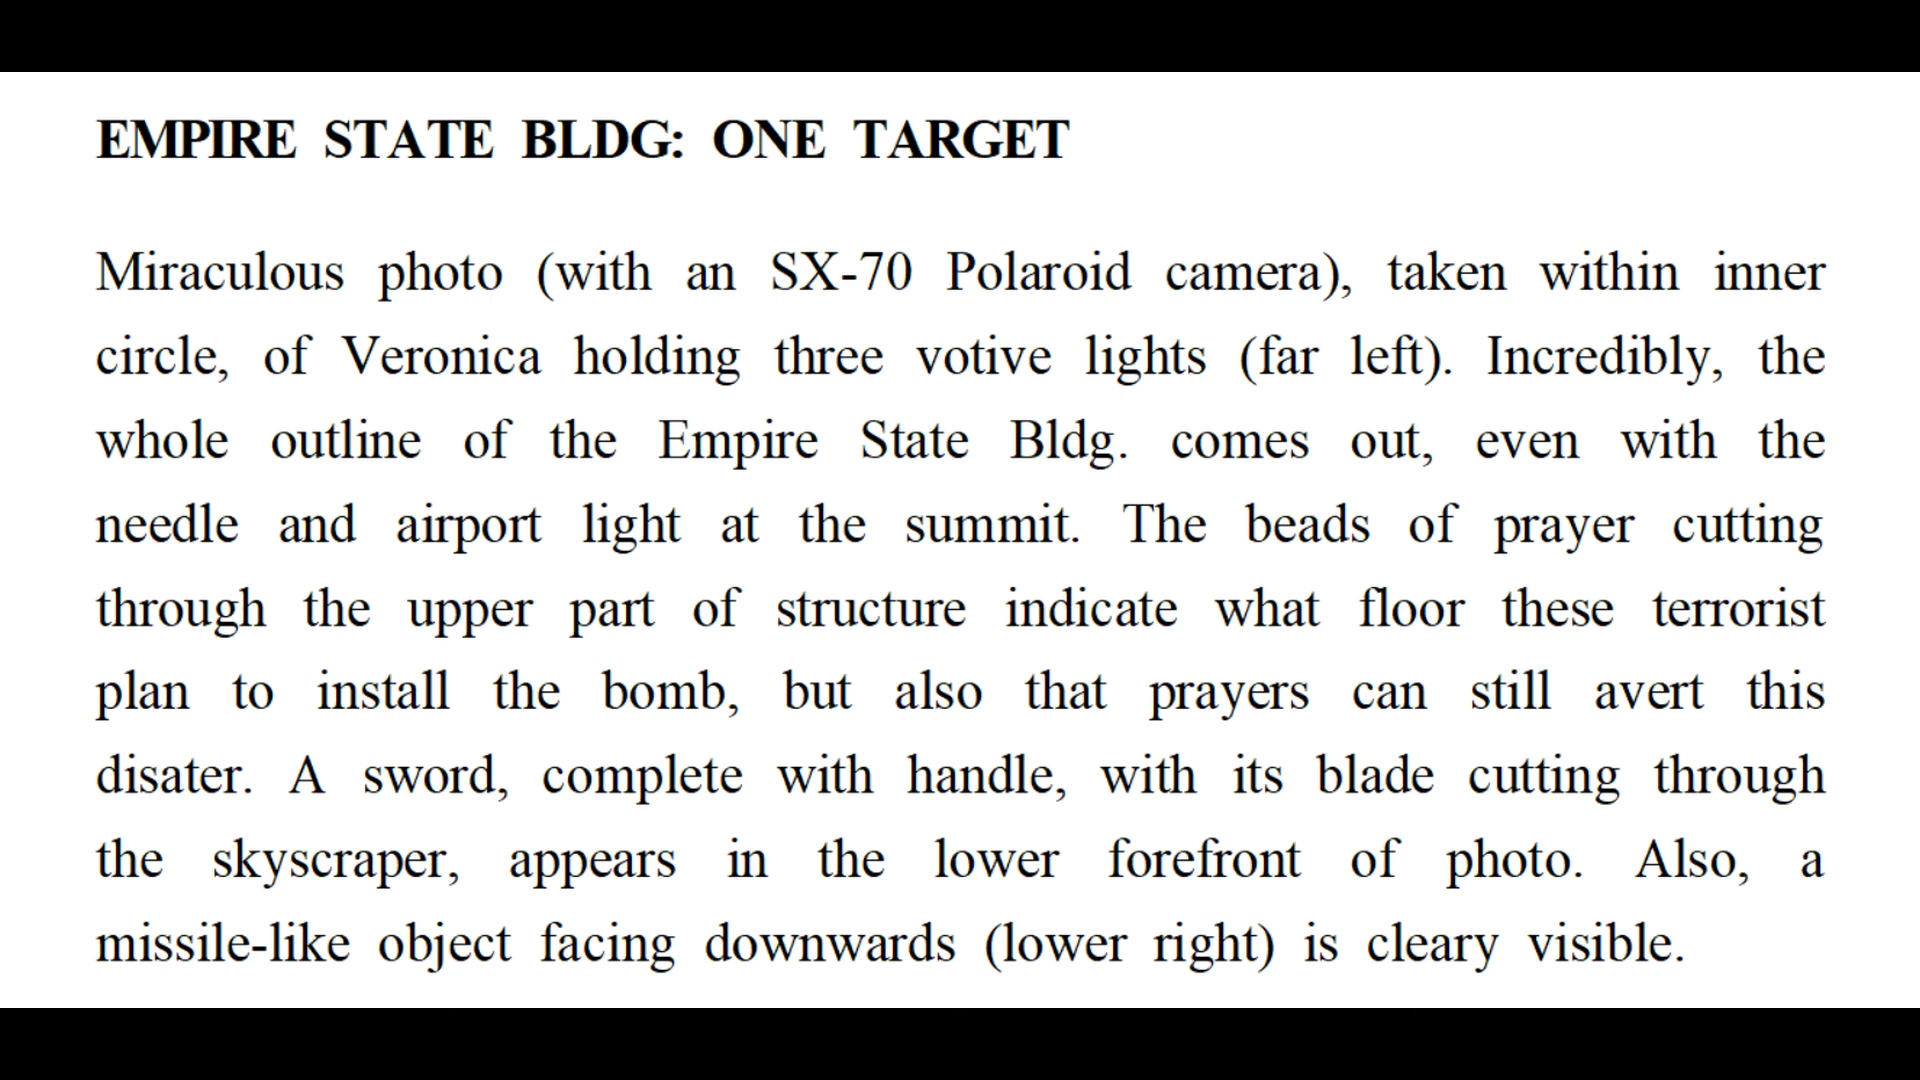 EMPIRE STATE BLDG: ONE TARGET
Miraculous photo (with an SX-70 Polaroid camera), taken within inner
circle, of Veronica holding three votive lights (far left). Incredibly, the
whole outline of the Empire State Bldg. comes out, even with the
needle and airport light at the summit. The beads of prayer cutting
through the upper part of structure indicate what floor these terrorist
plan to install the bomb, but also that prayers can still avert this
disater. A sword, complete with handle, with its blade cutting through
the skyscraper, appears in the lower forefront of photo. Also, a
missile-like object facing downwards (lower right) is cleary visible.